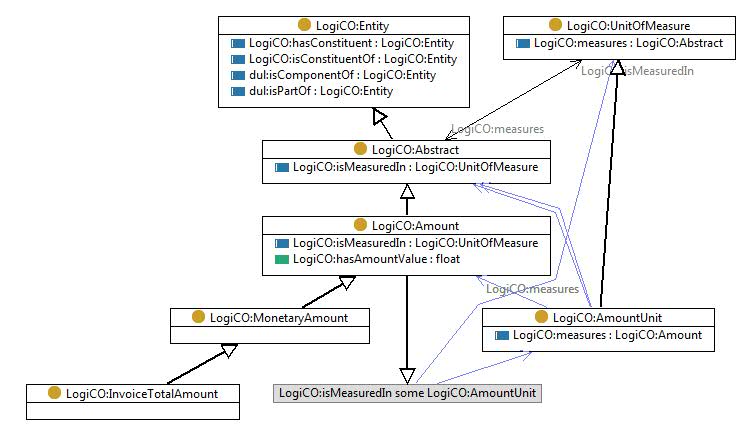 LogiCO:Entity
LogiCO:hasConstituent : LogiCO:Entity
LogiCO:isConstituentOf : LogiCO:Entity
dul:isComponentOf : LogiCO:Entity
dul:isPartOf : LogiCO:Entity
LogiCO:UnitOfMeasure
LogiCO:measures : LogiCO:Abstract
LogiCO:isMeasuredIn
LogiCO:measures
LogiCO:Abstract
LogiCO:isMeasuredIn : LogiCO:UnitOfMeasure
LogiCO:Amount
LogiCO:isMeasuredIn : LogiCO:UnitOfMeasure
LogiCO:hasAmountValue : float
LogiCO:measures
LogiCO:MonetaryAmount
LogiCO:AmountUnit
LogiCO:measures : LogiCO:Amount
LogiCO:InvoiceTotalAmount
LogiCO:isMeasuredIn some LogiCO:AmountUnit